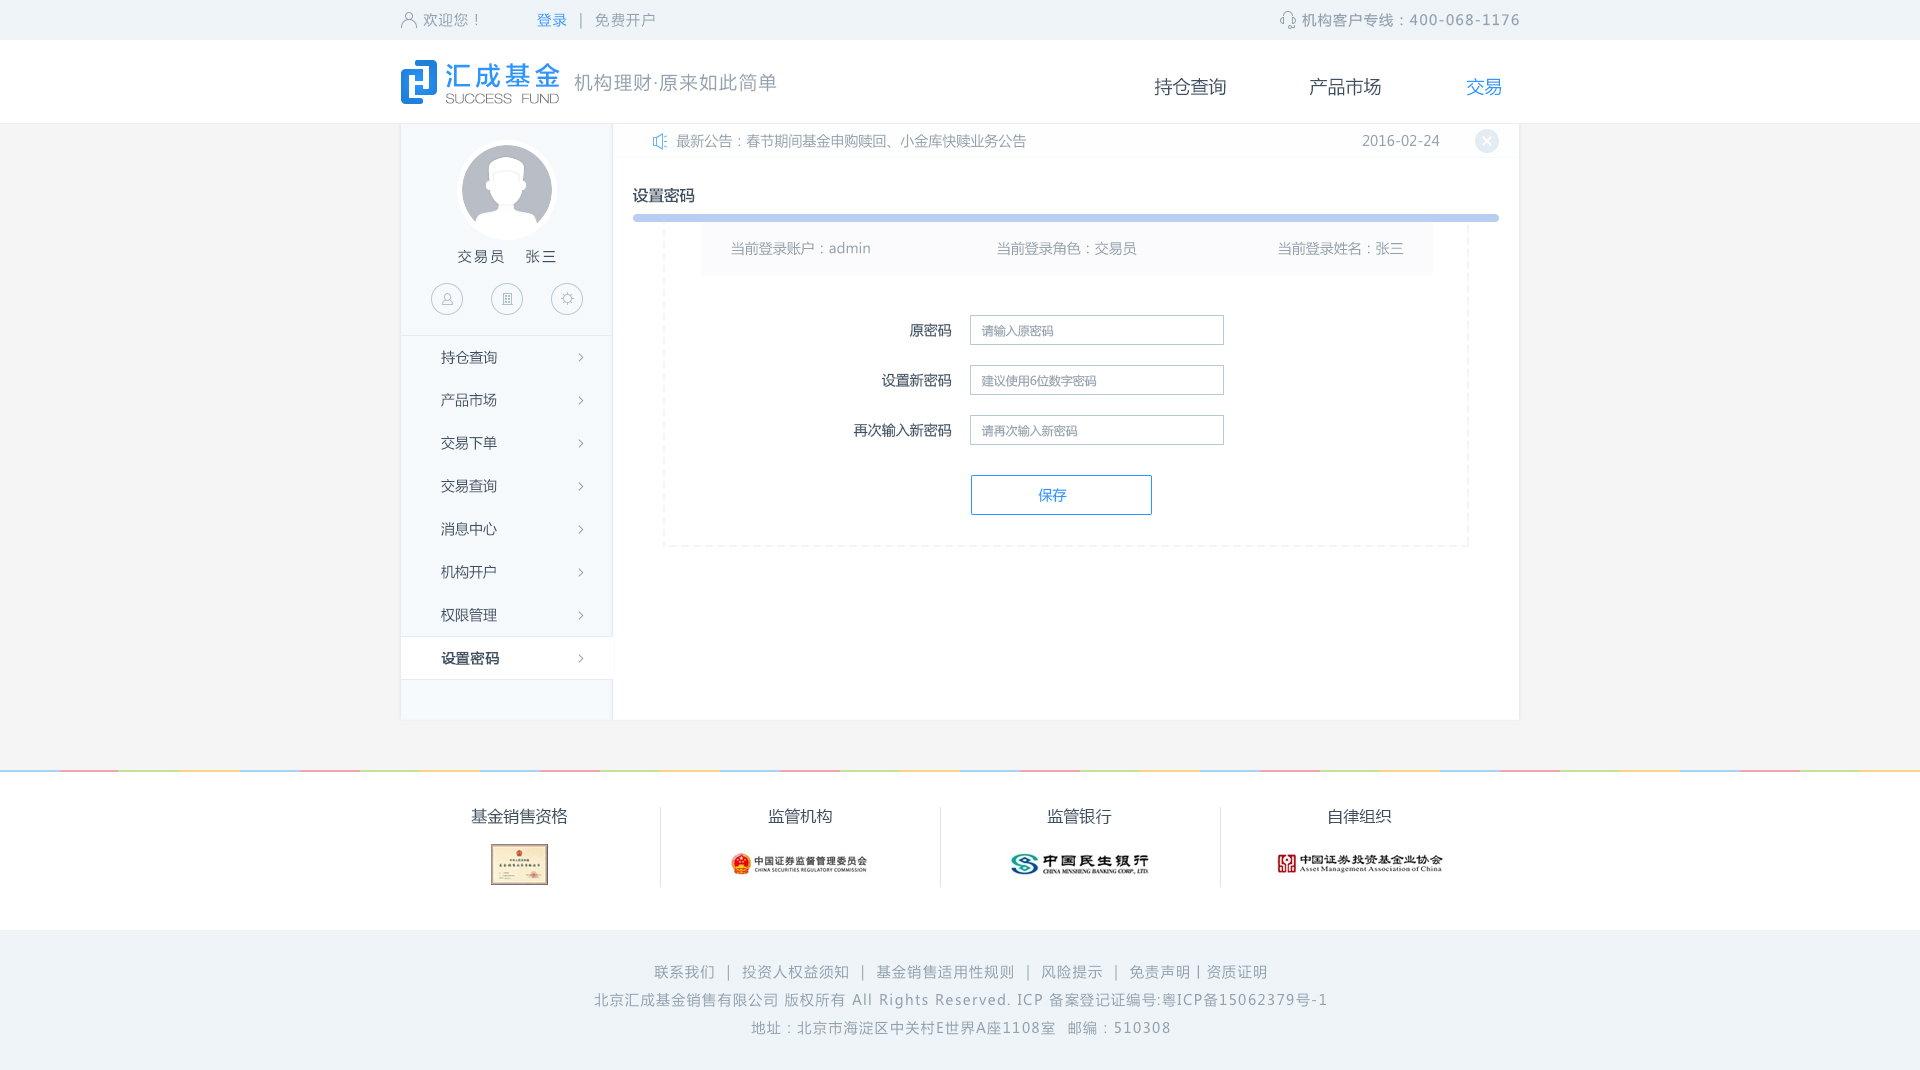 欢迎您！ 登录 | 免费开户 机构客户专线：400-068-1176
汇成基金
SUCCESS FUND
机构理财·原来如此简单
持仓查询 产品市场 交易
最新公告：春节期间基金申购赎回、小金库快赎业务公告 2016-02-24
交易员 张三
持仓查询
产品市场
交易下单
交易查询
消息中心
机构开户
权限管理
设置密码
设置密码
当前登录账户：admin 当前登录角色：交易员 当前登录姓名：张三
原密码 请输入原密码
设置新密码 建议使用6位数字密码
再次输入新密码 请再次输入新密码
保存
基金销售资格 监管机构 监管银行 自律组织
中国证券监督管理委员会
CHINA SECURITIES REGULATORY COMMISSION
中国民生银行
CHINA MINSHENG BANKING CORP., LTD.
中国证券投资基金业协会
Asset Management Association of China
联系我们 | 投资人权益须知 | 基金销售适用性规则 | 风险提示 | 免责声明 | 资质证明
北京汇成基金销售有限公司 版权所有 All Rights Reserved. ICP 备案登记证编号:粤ICP备15062379号-1
地址：北京市海淀区中关村E世界A座1108室 邮编：510308